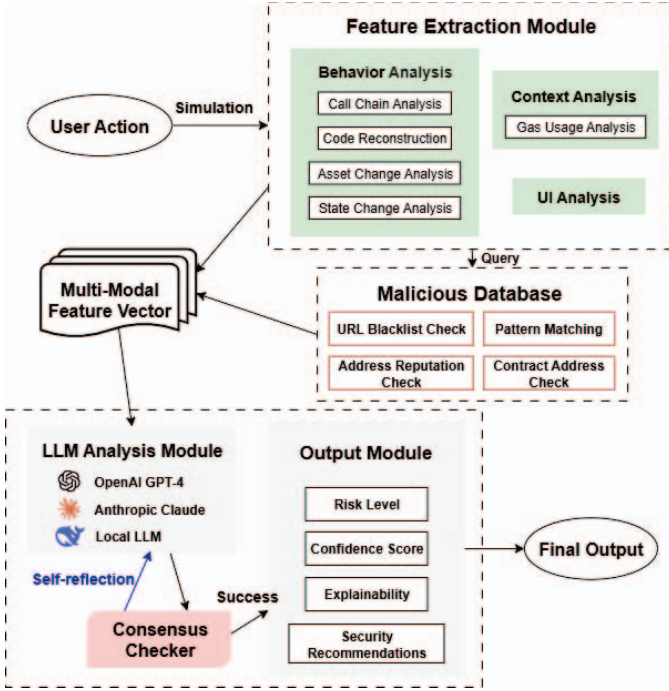 Feature Extraction Module
Behavior Analysis
Call Chain Analysis
Code Reconstruction
Asset Change Analysis
State Change Analysis
Context Analysis
Gas Usage Analysis
UI Analysis
User Action
Simulation
Query
Multi-Modal
Feature Vector
Malicious Database
URL Blacklist Check
Pattern Matching
Address Reputation
Check
Contract Address
Check
LLM Analysis Module
OpenAI GPT-4
Anthropic Claude
Local LLM
Self-reflection
Consensus
Checker
Success
Output Module
Risk Level
Confidence Score
Explainability
Security
Recommendations
Final Output